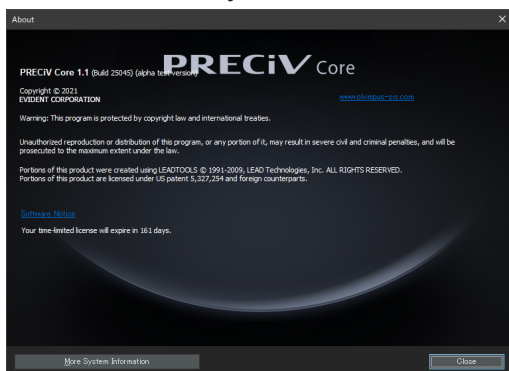 About
PRECiV Core
PRECiV Core 1.1 (Build 25045) (alpha test version)
Copyright © 2021
EVIDENT CORPORATION
www.olympus-sis.com
Warning: This program is protected by copyright law and international treaties.
Unauthorized reproduction or distribution of this program, or any portion of it, may result in severe civil and criminal penalties, and will be
prosecuted to the maximum extent under the law.
Portions of this product were created using LEADTOOLS © 1991-2009, LEAD Technologies, Inc. ALL RIGHTS RESERVED.
Portions of this product are licensed under US patent 5,327,254 and foreign counterparts.
Software Notice
Your time-limited license will expire in 161 days.
More System Information
Close